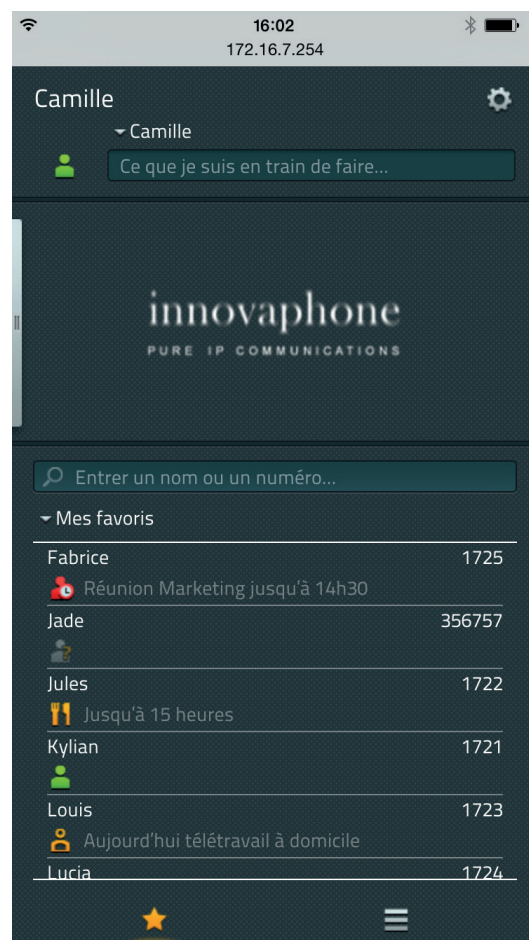 16:02
172.16.7.254
Camille
Camille
Ce que je suis en train de faire...
innovaphone
PURE IP COMMUNICATIONS
Entrer un nom ou un numéro...
Mes favoris
Fabrice 1725
Réunion Marketing jusqu'à 14h30
Jade 356757
Jules 1722
Jusqu'à 15 heures
Kylian 1721
Louis 1723
Aujourd'hui télétravail à domicile
Lucia 1724